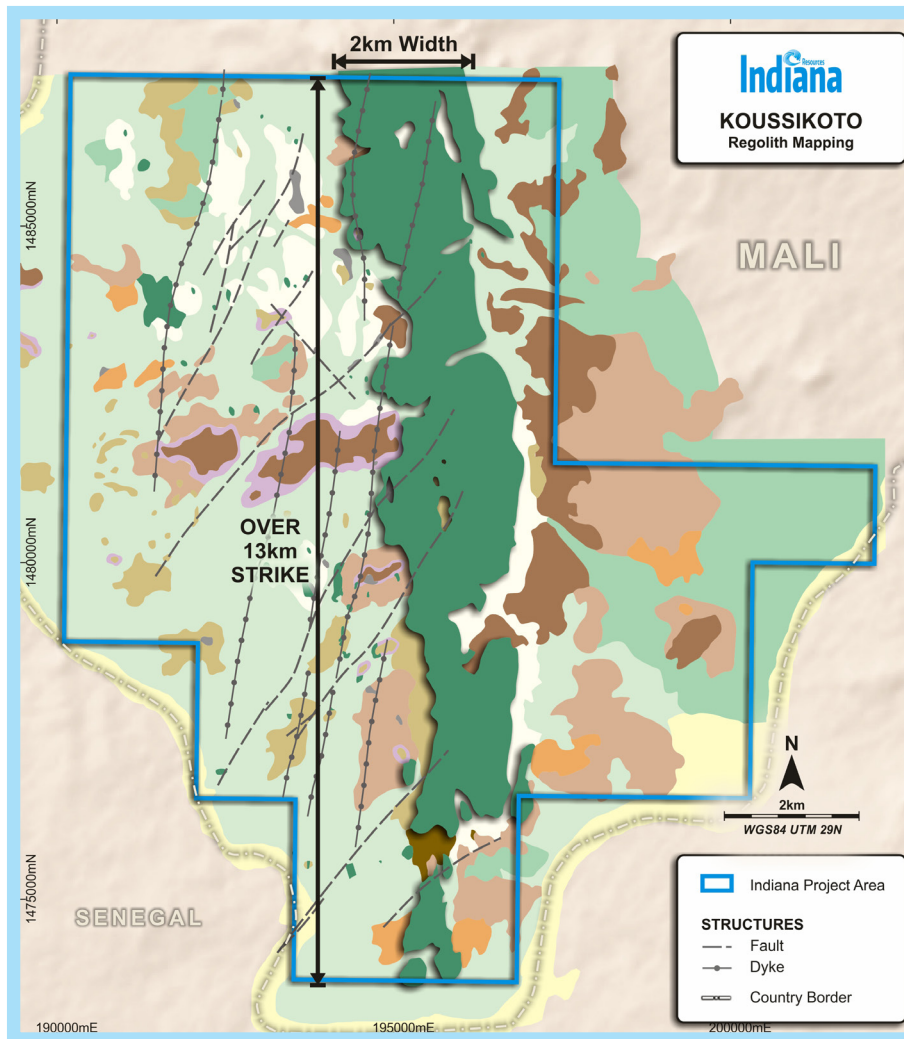 2km Width
Indiana
Resources
KOUSSIKOTO
Regolith Mapping
1485000mN
MALI
1480000mN
OVER
13km
STRIKE
N
2km
WGS84 UTM 29N
1475000mN
SENEGAL
Indiana Project Area
STRUCTURES
Fault
Dyke
Country Border
190000mE
195000mE
200000mE